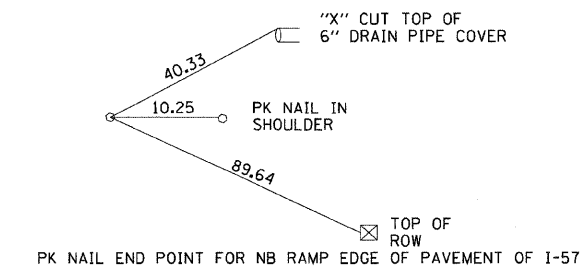 "X" CUT TOP OF
6" DRAIN PIPE COVER
40.33
10.25
PK NAIL IN
SHOULDER
89.64
TOP OF
ROW
PK NAIL END POINT FOR NB RAMP EDGE OF PAVEMENT OF I-57